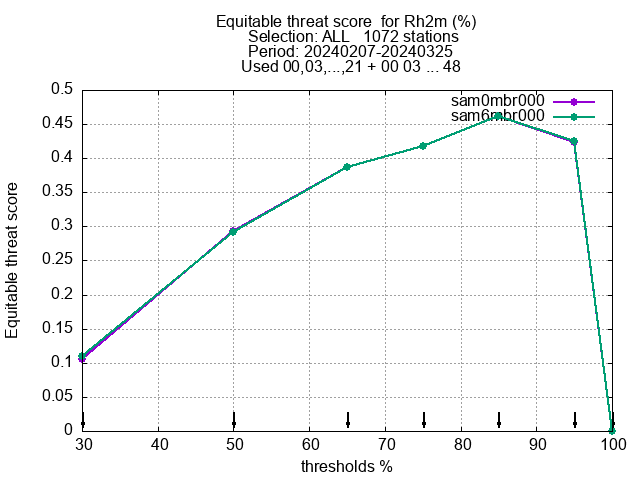 Equitable threat score  for Rh2m (%)
Selection: ALL   1072 stations
Period: 20240207-20240325
Used 00,03,...,21 + 00 03 ... 48
sam0mbr000
sam6mbr000
0.5
0.45
0.4
0.35
0.3
0.25
0.2
0.15
0.1
0.05
0
Equitable threat score
30 40 50 60 70 80 90 100
thresholds %